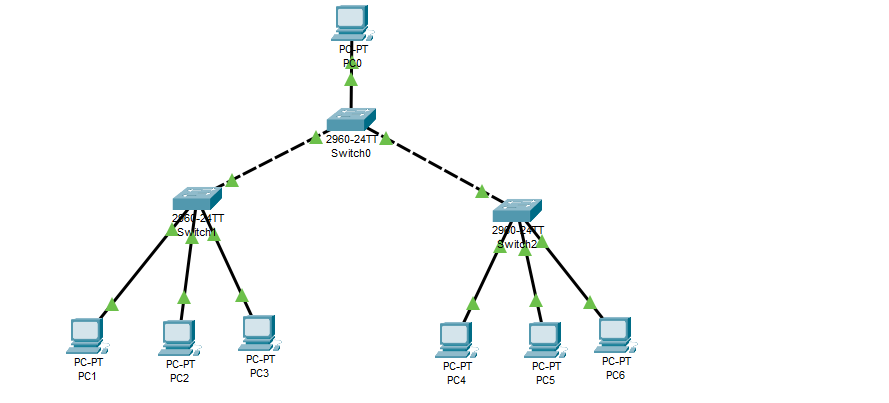 PC-PT
PC0
2960-24TT
Switch0
2960-24TT
Switch1
2960-24TT
Switch2
PC-PT
PC1
PC-PT
PC2
PC-PT
PC3
PC-PT
PC4
PC-PT
PC5
PC-PT
PC6